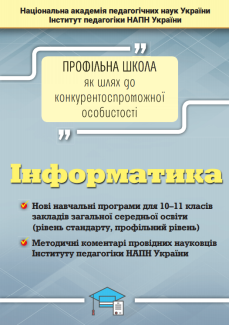 Національна академія педагогічних наук України
Інститут педагогіки НАПН України
ПРОФІЛЬНА ШКОЛА
як шлях до
конкурентоспроможної
особистості
Інформатика
Нові навчальні програми для 10–11 класів
закладів загальної середньої освіти
(рівень стандарту, профільний рівень)
Методичні коментарі провідних науковців
Інституту педагогіки НАПН України